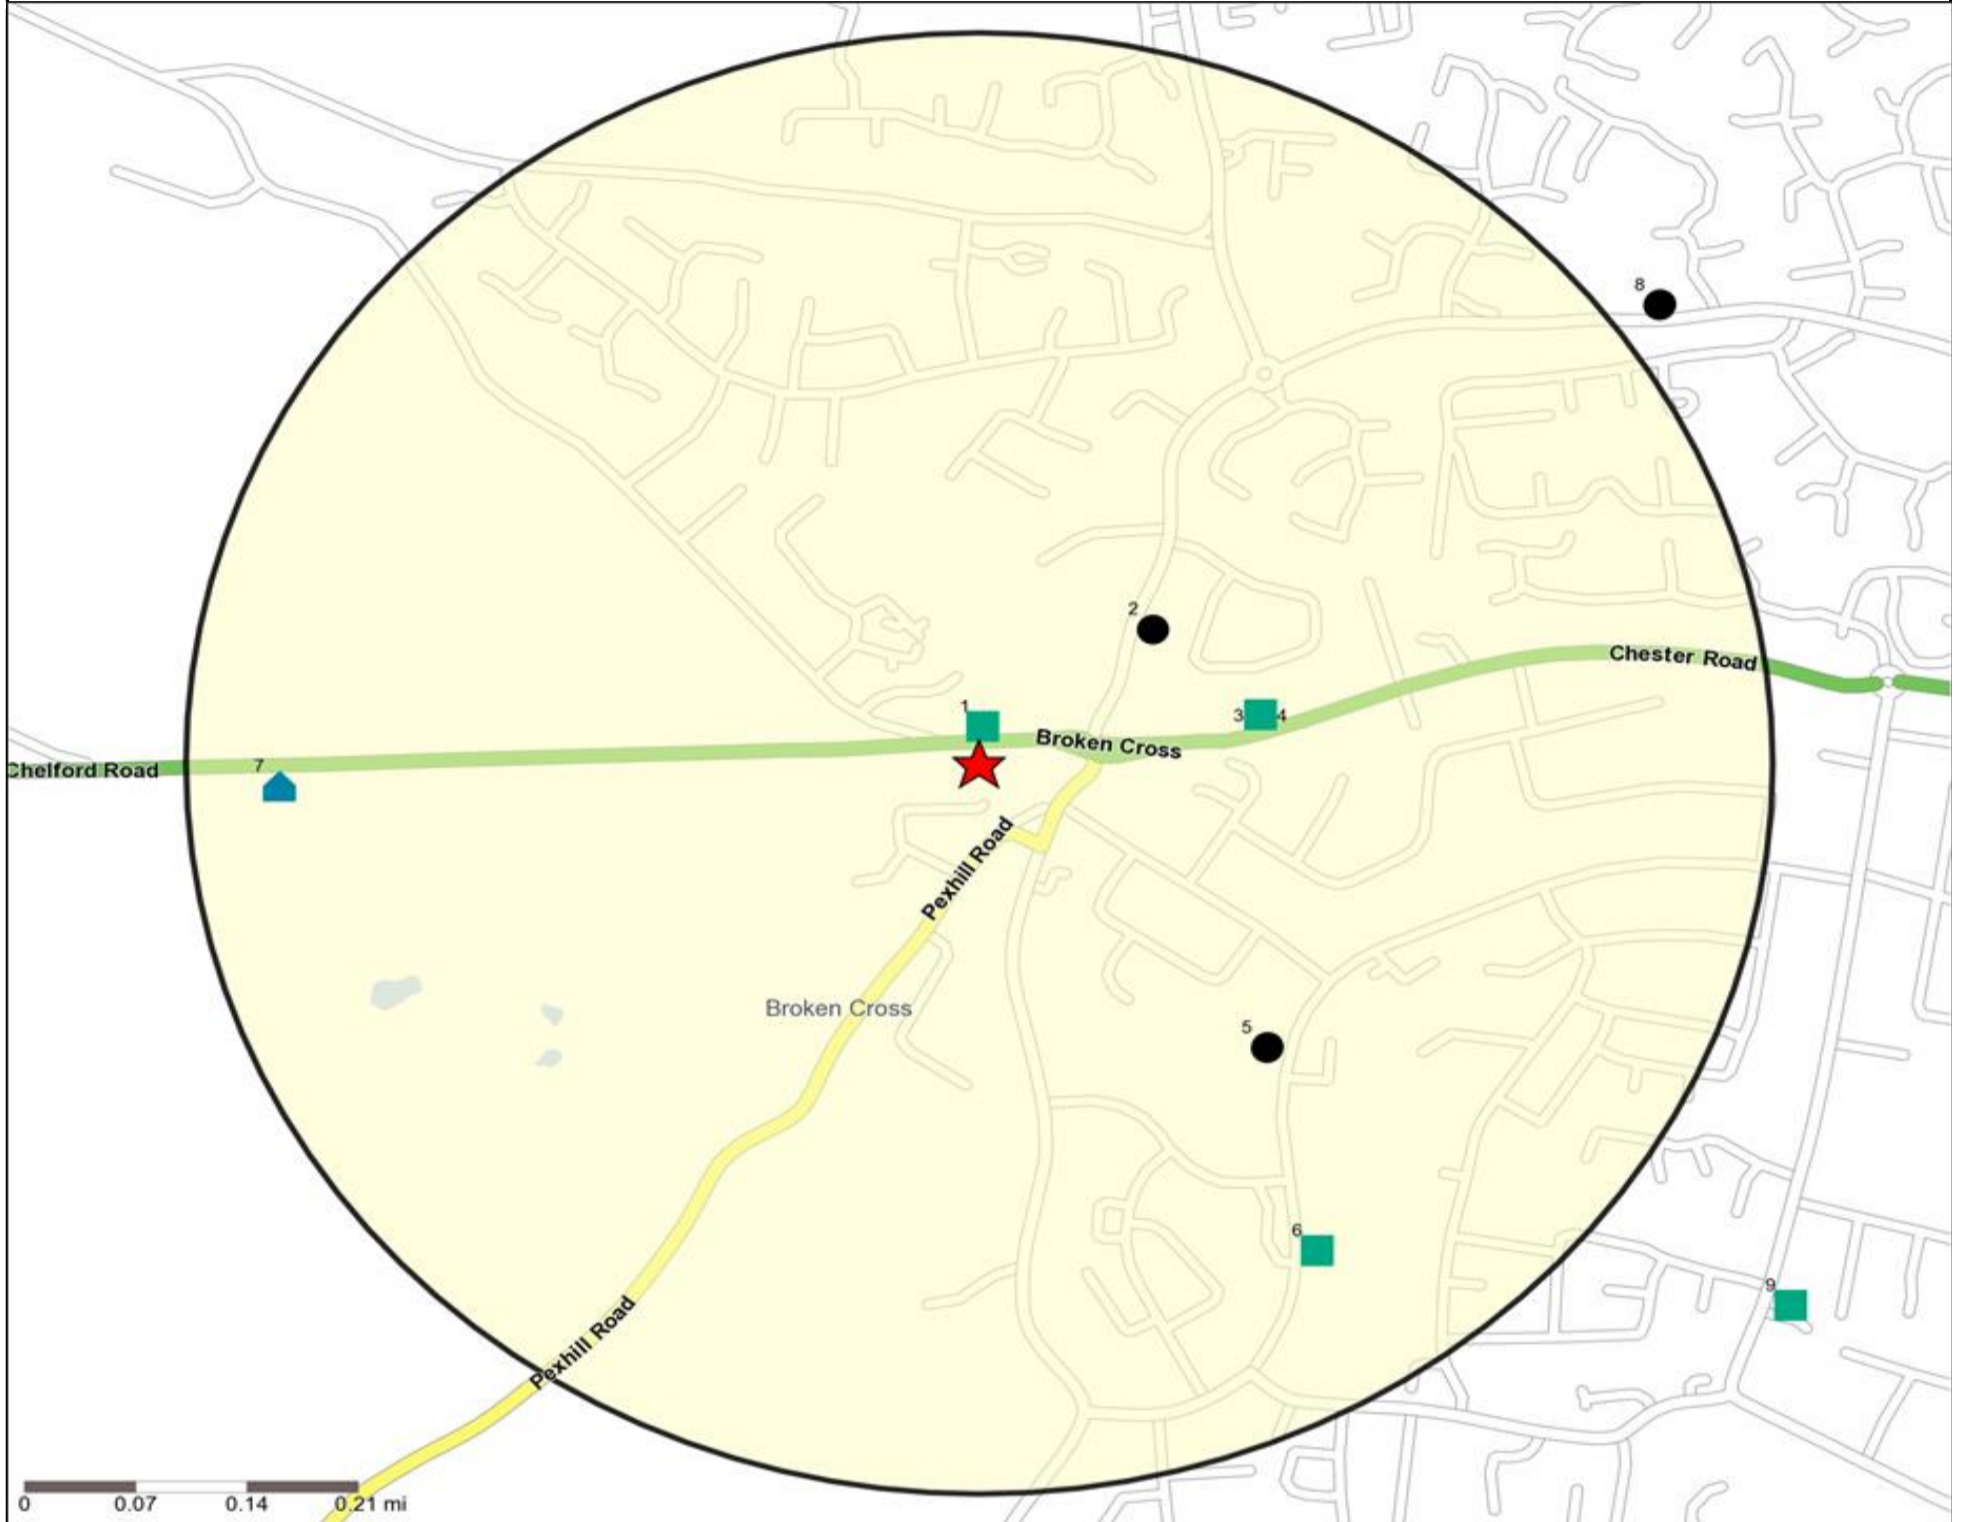 8
2
Chester Road
1
3 4
Broken Cross
Chelford Road
7
Pexhill Road
Broken Cross
5
6
9
Pexhill Road
0 0.07 0.14 0.21 mi